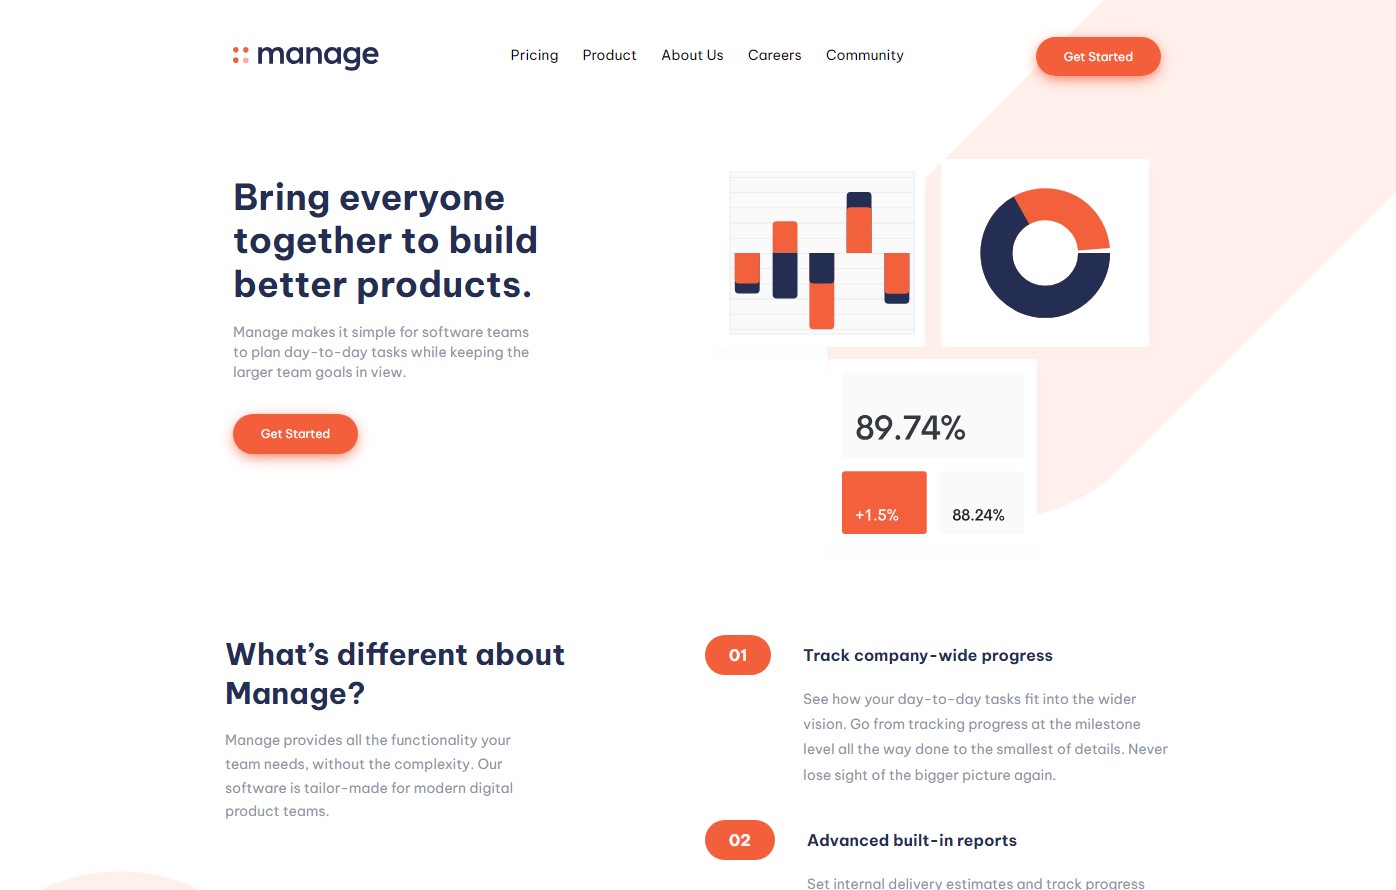 manage
Pricing Product About Us Careers Community
Get Started
Bring everyone
together to build
better products.
Manage makes it simple for software teams
to plan day-to-day tasks while keeping the
larger team goals in view.
Get Started
89.74%
+1.5% 88.24%
What’s different about
Manage?
Manage provides all the functionality your
team needs, without the complexity. Our
software is tailor-made for modern digital
product teams.
01 Track company-wide progress
See how your day-to-day tasks fit into the wider
vision. Go from tracking progress at the milestone
level all the way done to the smallest of details. Never
lose sight of the bigger picture again.
02 Advanced built-in reports
Set internal delivery estimates and track progress